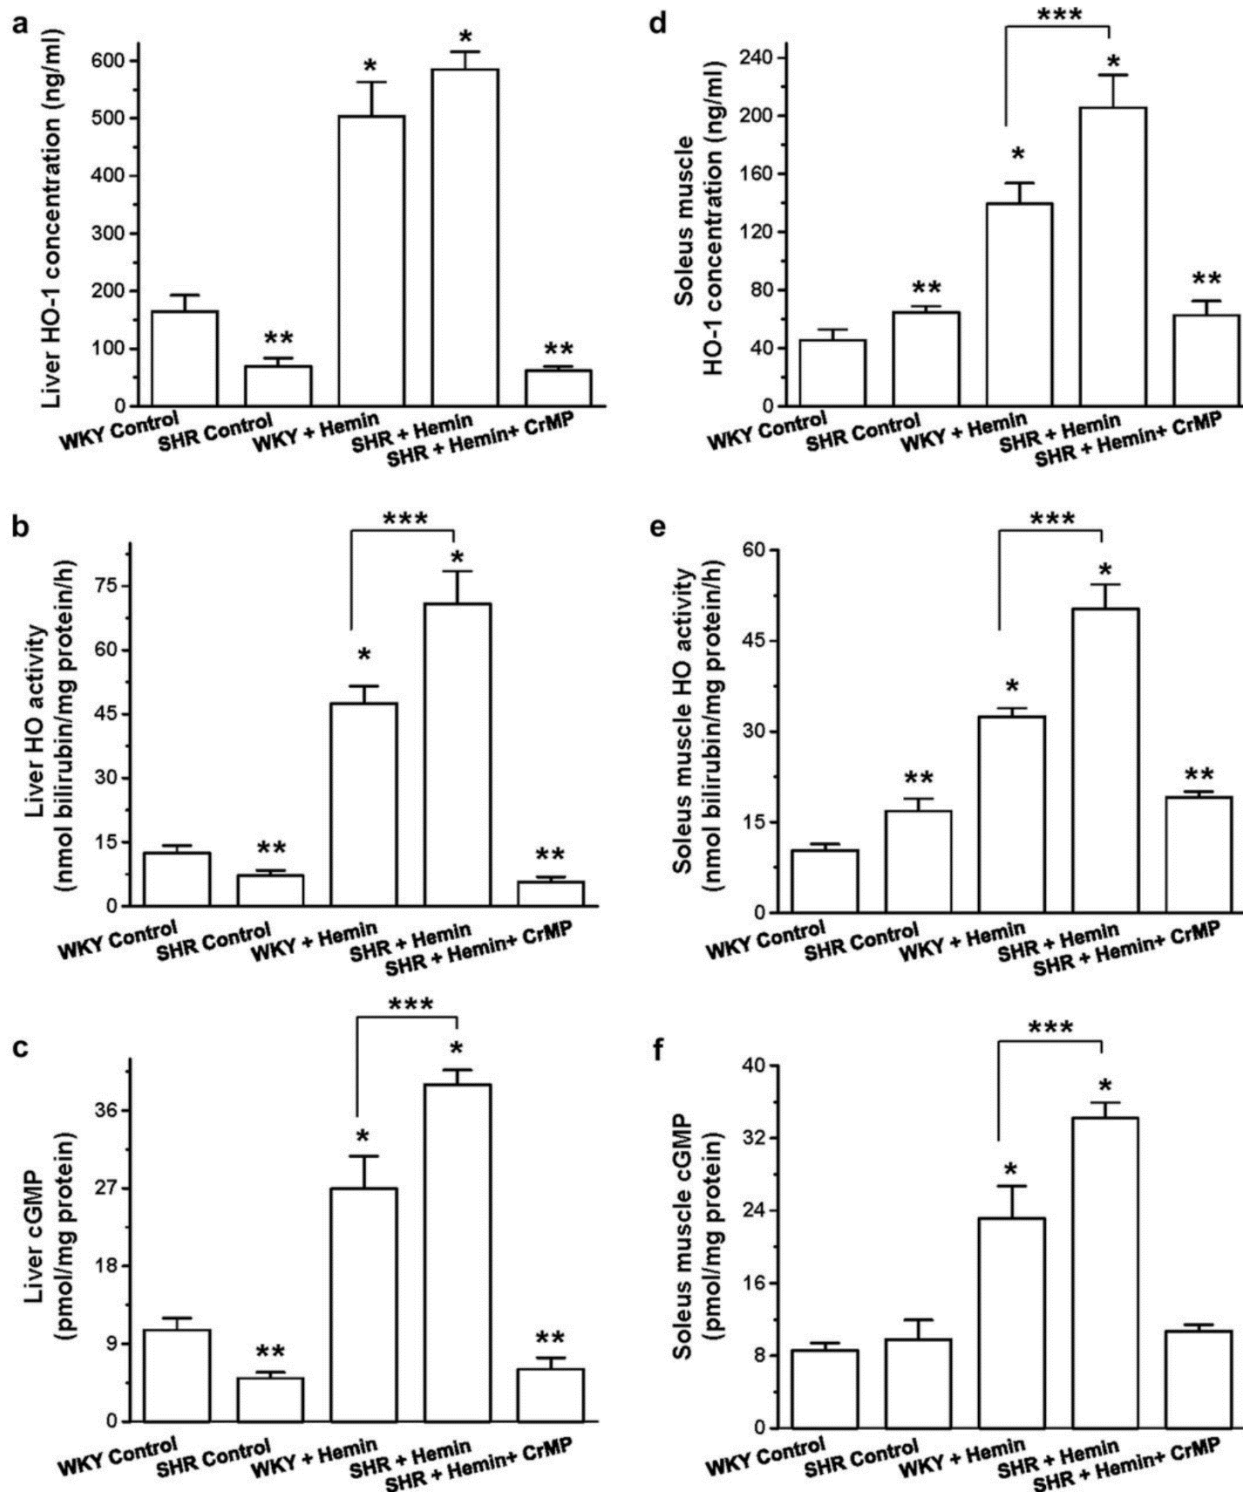 a
Liver HO-1 concentration (ng/ml)
600
500
400
300
200
100
0
*
*
**
**
WKY Control
SHR Control
WKY + Hemin
SHR + Hemin
SHR + Hemin+ CrMP
d
Soleus muscle
HO-1 concentration (ng/ml)
240
200
160
120
80
40
0
***
*
*
**
**
WKY Control
SHR Control
WKY + Hemin
SHR + Hemin
SHR + Hemin+ CrMP
b
Liver HO activity
(nmol bilirubin/mg protein/h)
75
60
45
30
15
0
***
*
*
**
**
WKY Control
SHR Control
WKY + Hemin
SHR + Hemin
SHR + Hemin+ CrMP
e
Soleus muscle HO activity
(nmol bilirubin/mg protein/h)
60
45
30
15
0
***
*
*
**
**
WKY Control
SHR Control
WKY + Hemin
SHR + Hemin
SHR + Hemin+ CrMP
c
Liver cGMP
(pmol/mg protein)
36
27
18
9
0
***
*
*
**
**
WKY Control
SHR Control
WKY + Hemin
SHR + Hemin
SHR + Hemin+ CrMP
f
Soleus muscle cGMP
(pmol/mg protein)
40
32
24
16
8
0
***
*
*
WKY Control
SHR Control
WKY + Hemin
SHR + Hemin
SHR + Hemin+ CrMP